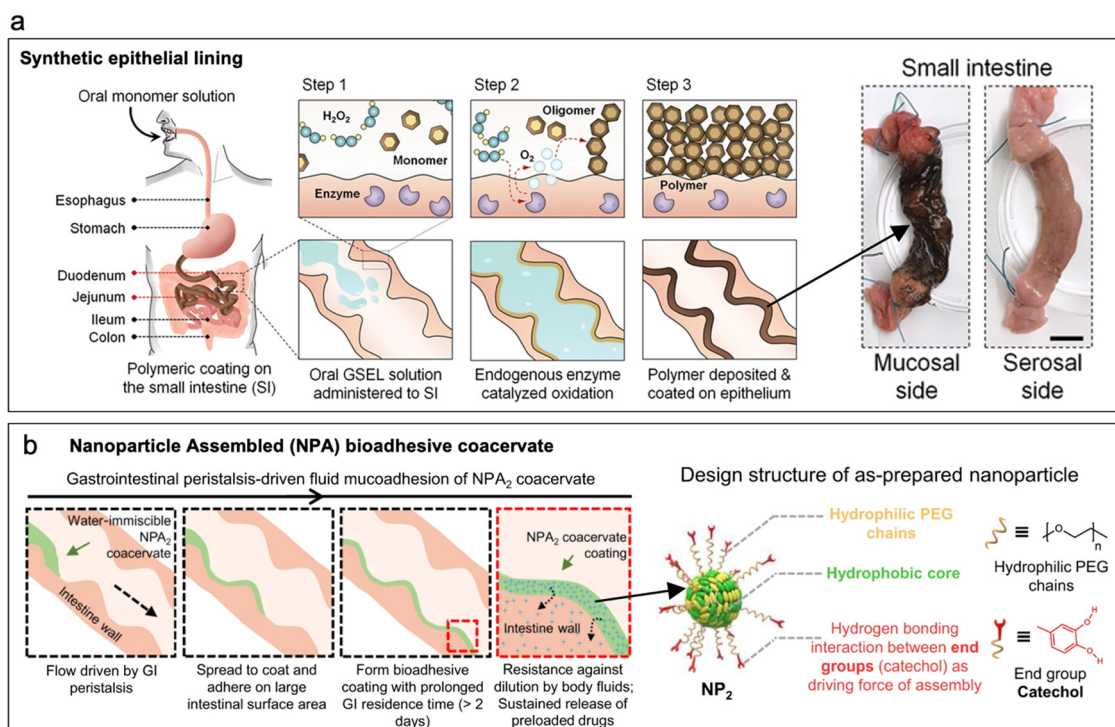 a
Synthetic epithelial lining
Oral monomer solution
Esophagus
Stomach
Duodenum
Jejunum
Ileum
Colon
Polymeric coating on
the small intestine (SI)
Step 1
H₂O₂
Monomer
Enzyme
Oral GSEL solution
administered to SI
Step 2
Oligomer
O₂
Endogenous enzyme
catalyzed oxidation
Step 3
Polymer
Polymer deposited &
coated on epithelium
Small intestine
Mucosal
side
Serosal
side
b
Nanoparticle Assembled (NPA) bioadhesive coacervate
Gastrointestinal peristalsis-driven fluid mucoadhesion of NPA₂ coacervate
Water-immiscible
NPA₂
coacervate
Intestine wall
Flow driven by GI
peristalsis
Spread to coat and
adhere on large
intestinal surface area
Form bioadhesive
coating with prolonged
GI residence time (> 2
days)
NPA₂ coacervate
coating
Intestine wall
Resistance against
dilution by body fluids;
Sustained release of
preloaded drugs
Design structure of as-prepared nanoparticle
NP₂
Hydrophilic PEG
chains
Hydrophobic core
Hydrogen bonding
interaction between end
groups (catechol) as
driving force of assembly
≡ O n
Hydrophilic PEG
chains
≡ O H O H
End group
Catechol